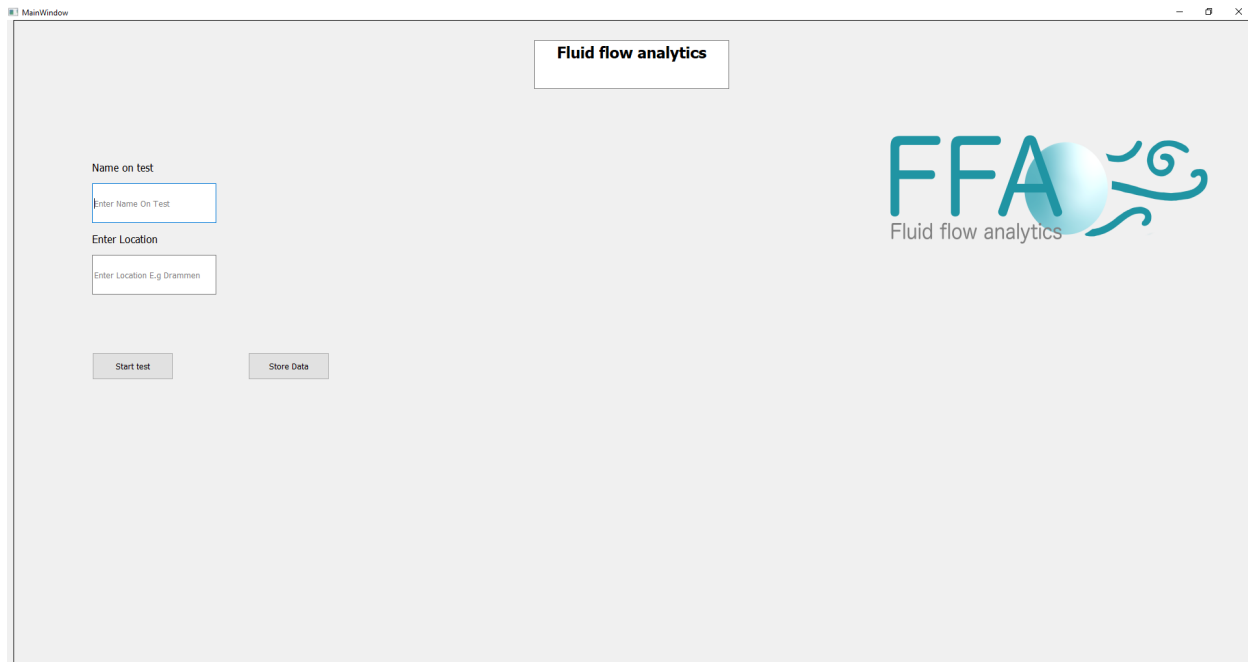 MainWindow
Fluid flow analytics
FFA
Fluid flow analytics
Name on test
Enter Name On Test
Enter Location
Enter Location E.g Drammen
Start test
Store Data